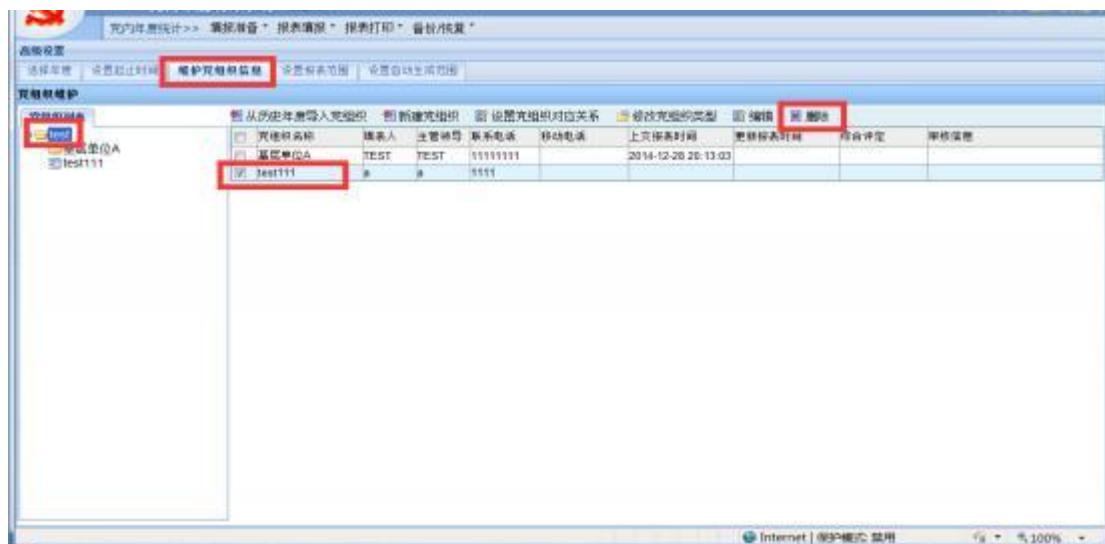 党内年度统计>> 填报准备 报表填报 报表打印 备份/恢复
高级设置
选择年度 设置起止时间 维护党组织信息 设置报表范围 设置自动生成范围
党组织维护
从历史年度导入党组织 新建党组织 设置党组织对应关系 修改党组织类型 编辑 删除
test
基层单位A
test111
党组织名称 填表人 主管领导 联系电话 移动电话 上交报表时间 更新报表时间 综合评定 审核信息
基层单位A TEST TEST 11111111 2014-12-28 20:13:03
test111 a a 1111
Internet | 保护模式: 禁用 100%